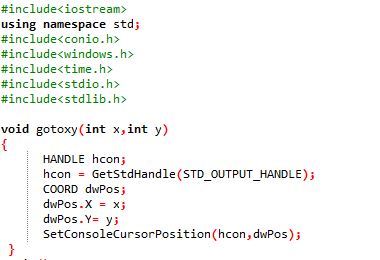 #include<iostream>
using namespace std;
#include<conio.h>
#include<windows.h>
#include<time.h>
#include<stdio.h>
#include<stdlib.h>
void gotoxy(int x,int y)
{
HANDLE hcon;
hcon = GetStdHandle(STD_OUTPUT_HANDLE);
COORD dwPos;
dwPos.X = x;
dwPos.Y= y;
SetConsoleCursorPosition(hcon,dwPos);
}